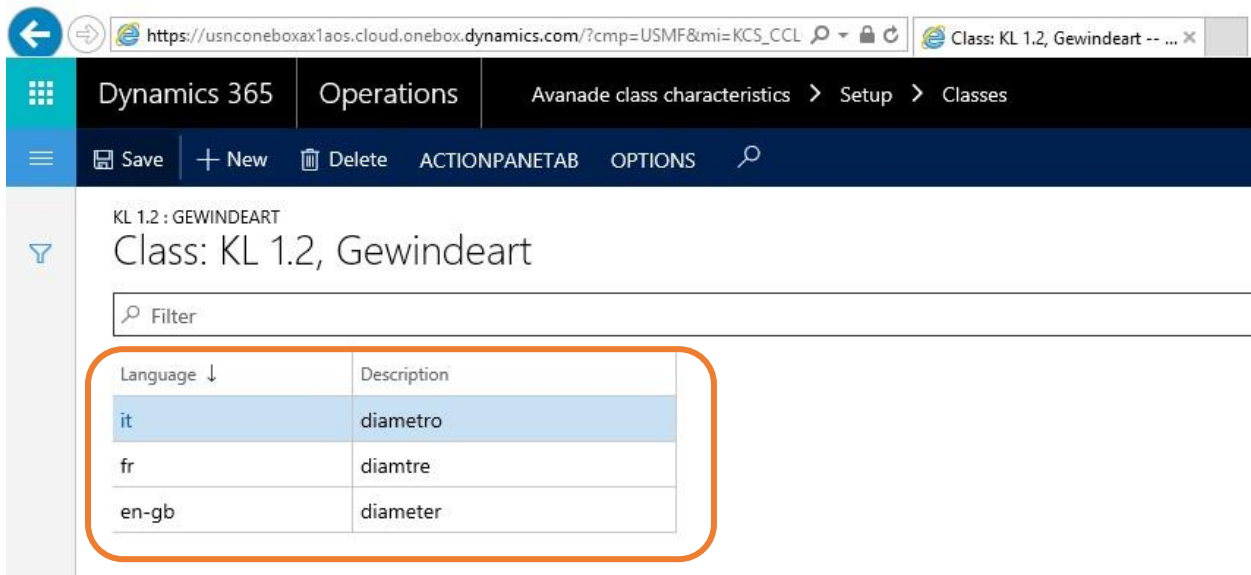 https://usnconeboxax1aos.cloud.onebox.dynamics.com/?cmp=USMF&mi=KCS_CCL Class: KL 1.2, Gewindeart -- ...
Dynamics 365 Operations Avanade class characteristics > Setup > Classes
Save New Delete ACTIONPANETAB OPTIONS
KL 1.2 : GEWINDEART
Class: KL 1.2, Gewindeart
Filter
Language ↓ Description
it diametro
fr diamtre
en-gb diameter